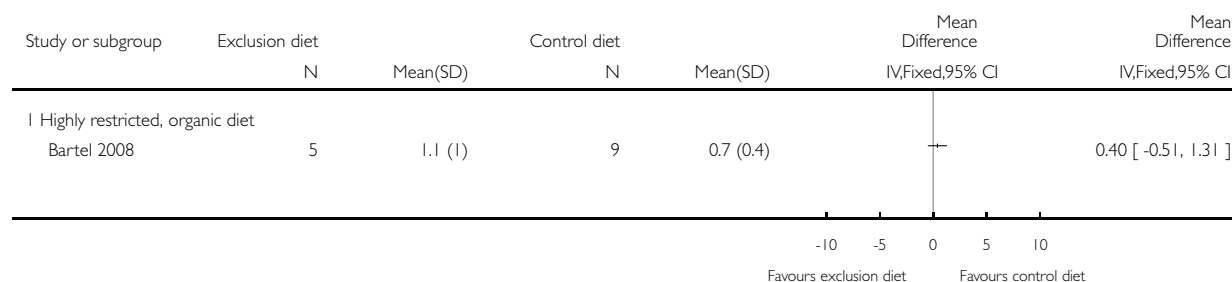 Mean Mean
Study or subgroup Exclusion diet Control diet Difference Difference
N Mean(SD) N Mean(SD) IV,Fixed,95% CI IV,Fixed,95% CI
1 Highly restricted, organic diet
Bartel 2008 5 1.1 (1) 9 0.7 (0.4) 0.40 [ -0.51, 1.31 ]
-10 -5 0 5 10
Favours exclusion diet Favours control diet